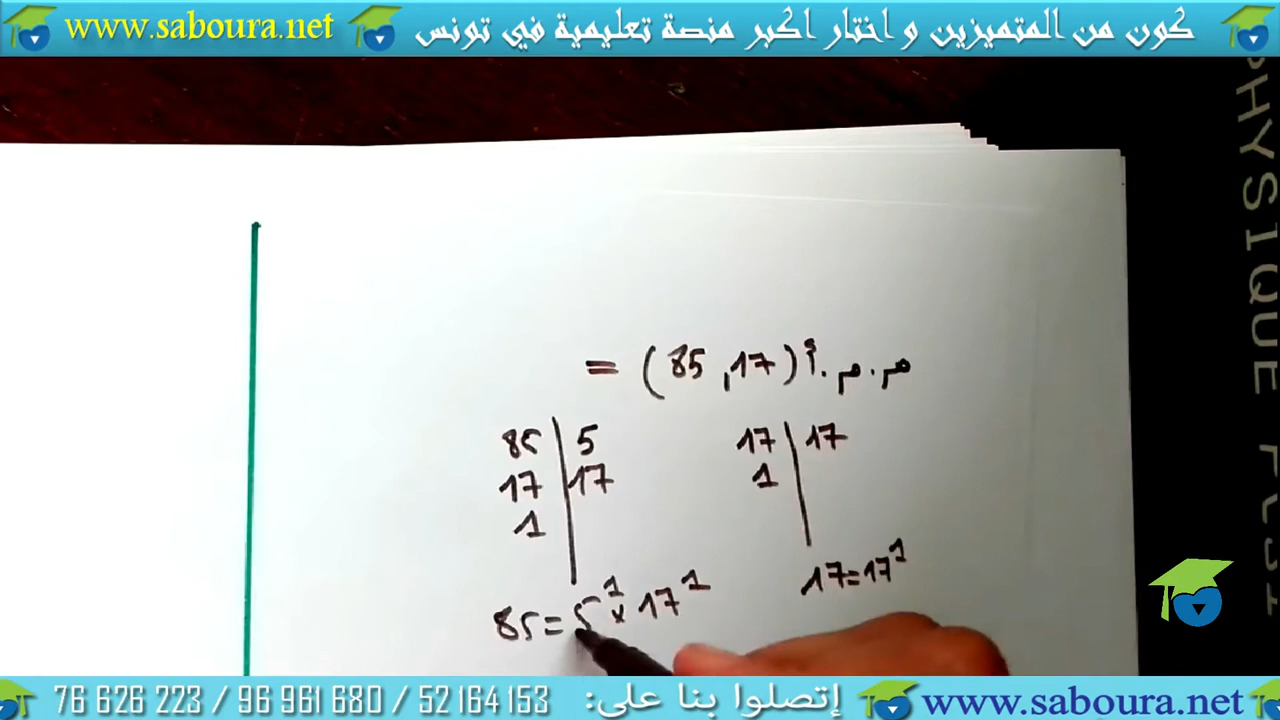 www.saboura.net كون من المتميزين و اختار اكبر منصة تعليمية في تونس
PHYSIQUE
م.م.أ (85 ,17) =
85 | 5
17 | 17
1
17 | 17
1
85 = 5¹ × 17¹
17 = 17¹
76 626 223 / 96 961 680 / 52 164 153 إتصلوا بنا على: www.saboura.net